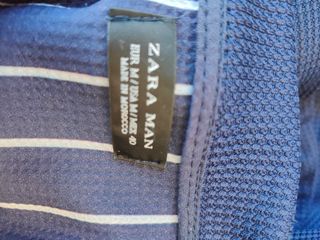 ZARA MAN
EUR M / USA M / MEX 40
MADE IN MOROCCO